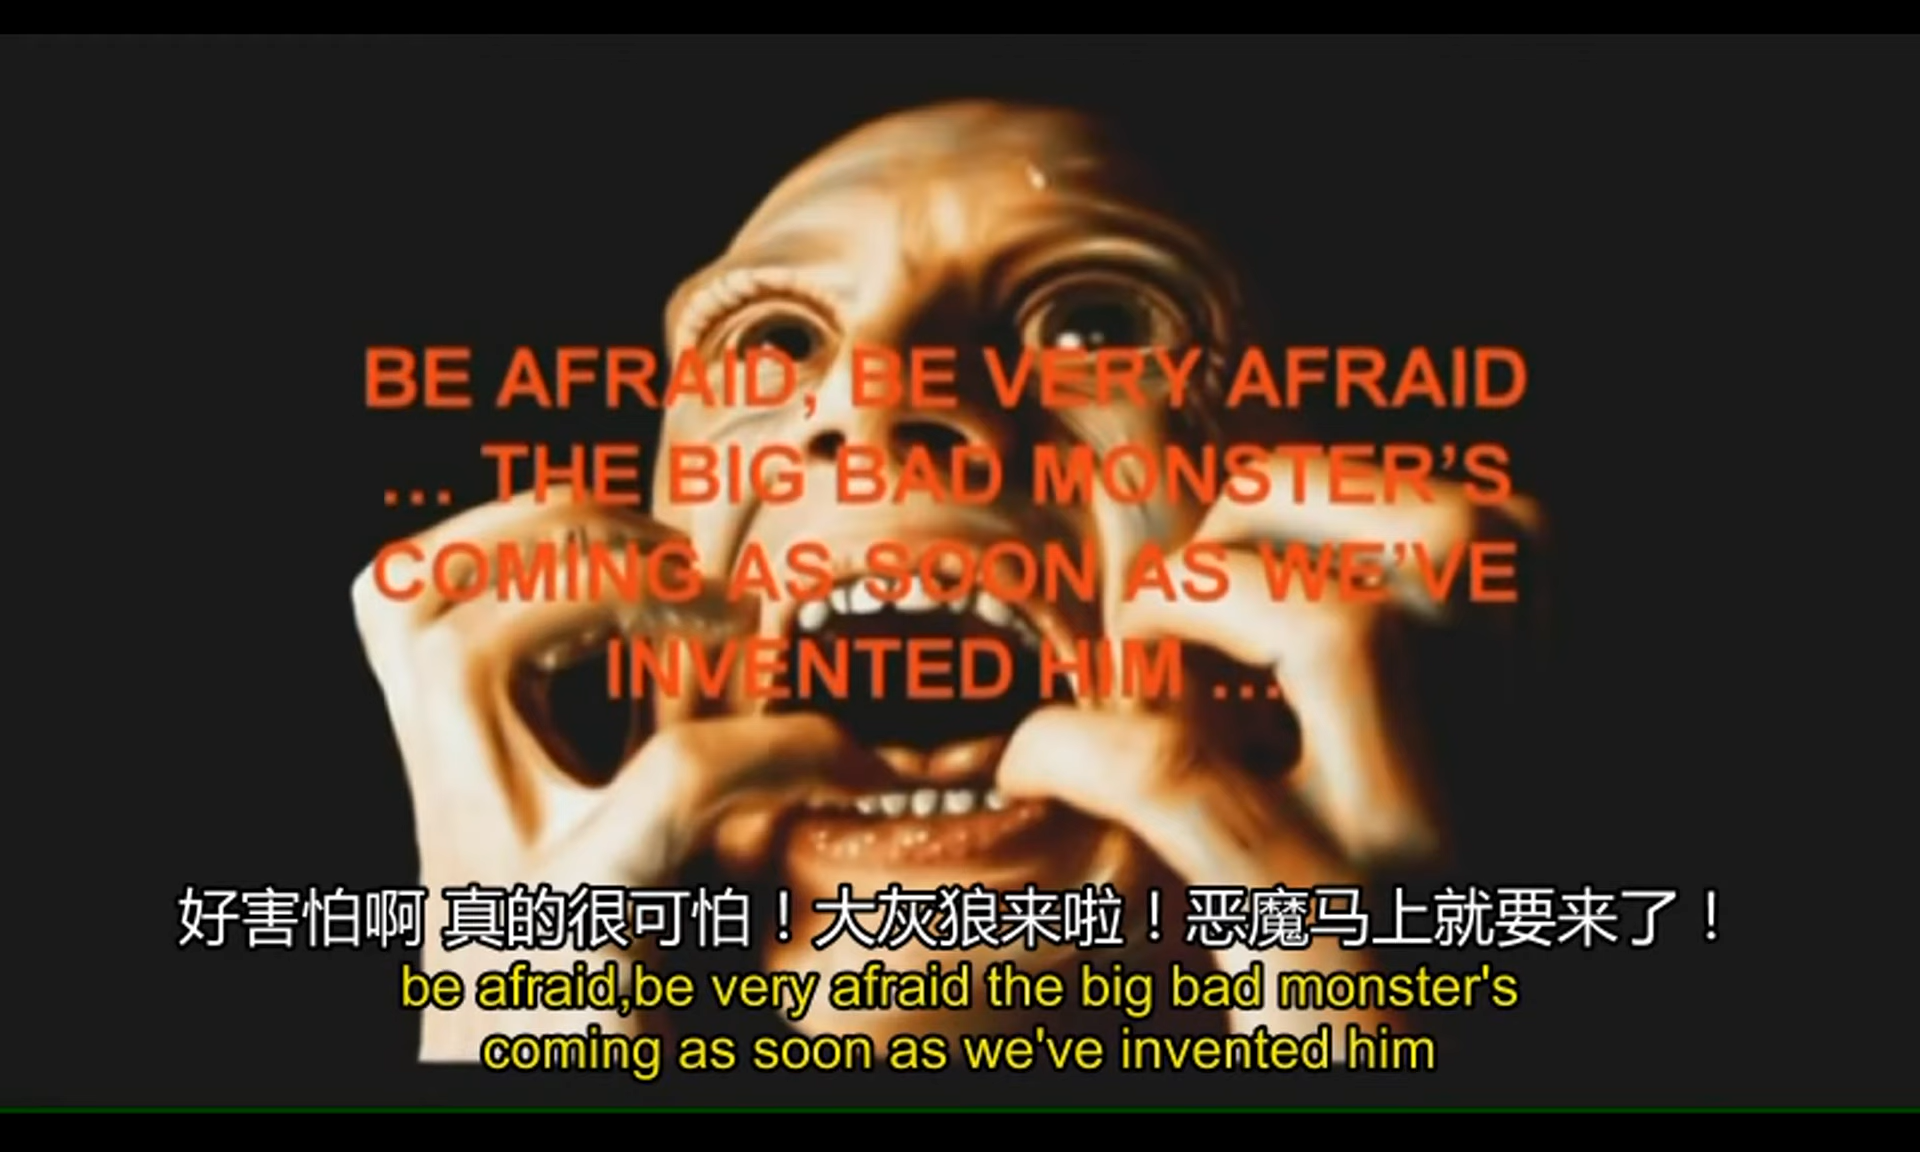 BE AFRAID, BE VERY AFRAID
... THE BIG BAD MONSTER’S
COMING AS SOON AS WE’VE
INVENTED HIM ...
好害怕啊 真的很可怕！大灰狼来啦！恶魔马上就要来了！
be afraid,be very afraid the big bad monster's
coming as soon as we've invented him